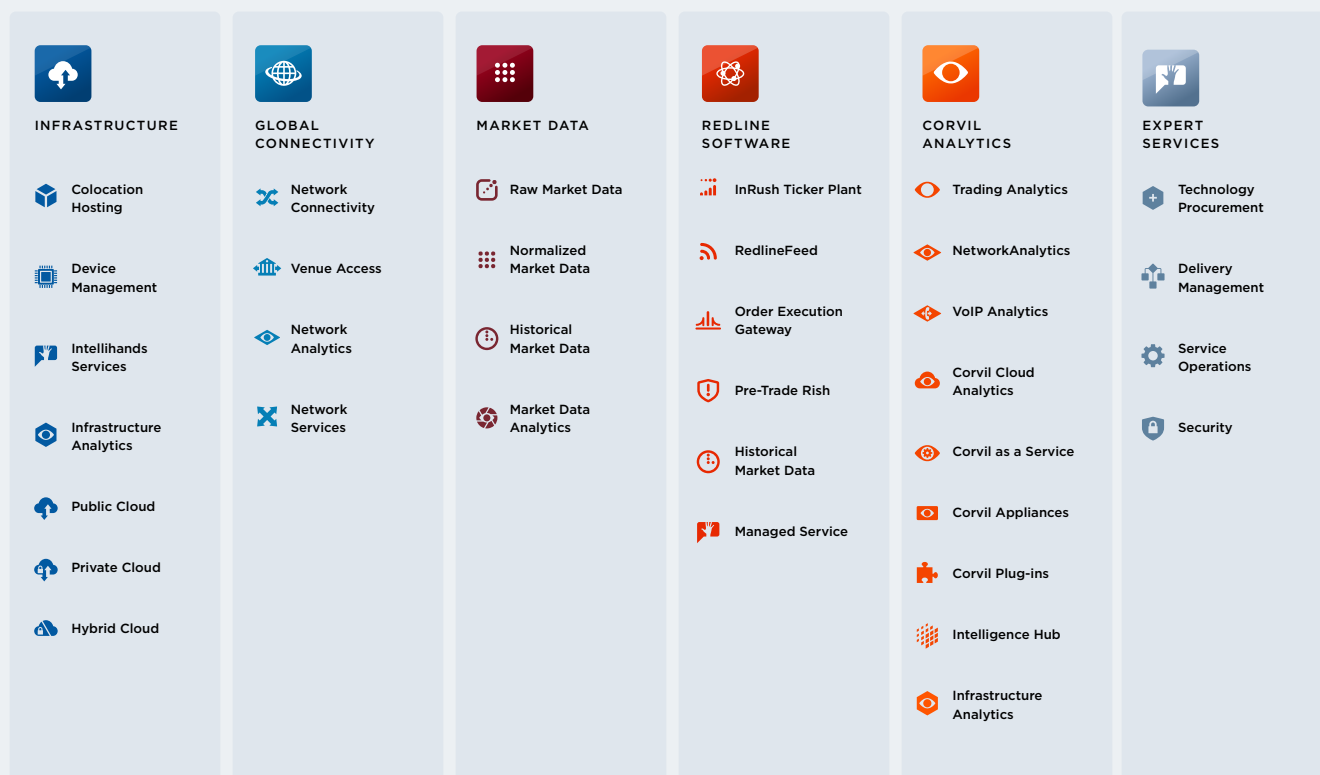 INFRASTRUCTURE
Colocation
Hosting
Device
Management
Intellihands
Services
Infrastructure
Analytics
Public Cloud
Private Cloud
Hybrid Cloud
GLOBAL
CONNECTIVITY
Network
Connectivity
Venue Access
Network
Analytics
Network
Services
MARKET DATA
Raw Market Data
Normalized
Market Data
Historical
Market Data
Market Data
Analytics
REDLINE
SOFTWARE
InRush Ticker Plant
RedlineFeed
Order Execution
Gateway
Pre-Trade Rish
Historical
Market Data
Managed Service
CORVIL
ANALYTICS
Trading Analytics
NetworkAnalytics
VoIP Analytics
Corvil Cloud
Analytics
Corvil as a Service
Corvil Appliances
Corvil Plug-ins
Intelligence Hub
Infrastructure
Analytics
EXPERT
SERVICES
Technology
Procurement
Delivery
Management
Service
Operations
Security